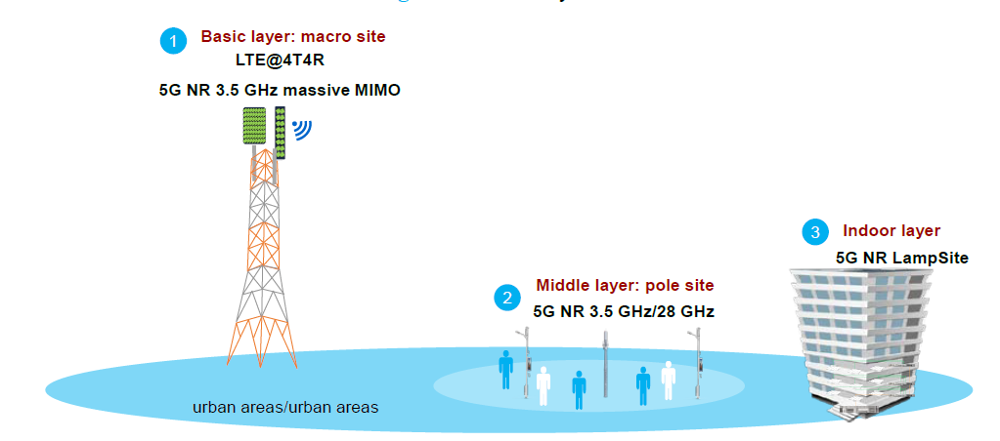 1
Basic layer: macro site
LTE@4T4R
5G NR 3.5 GHz massive MIMO
3
Indoor layer
5G NR LampSite
2
Middle layer: pole site
5G NR 3.5 GHz/28 GHz
urban areas/urban areas